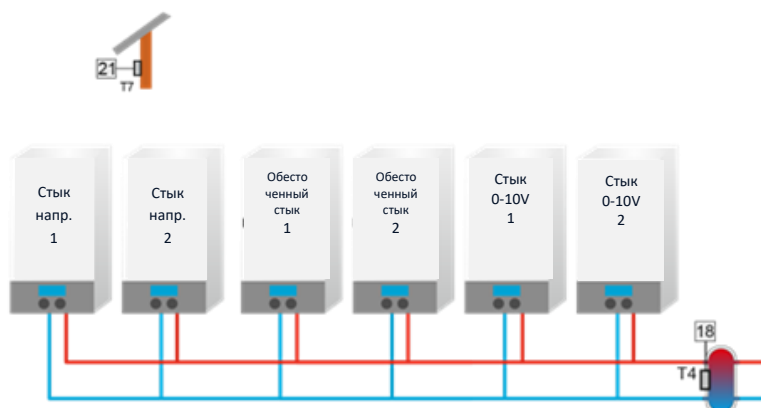 21
T7
Стык
напр.
1
Стык
напр.
2
Обесто
ченный
стык
1
Обесто
ченный
стык
2
Стык
0-10V
1
Стык
0-10V
2
18
T4